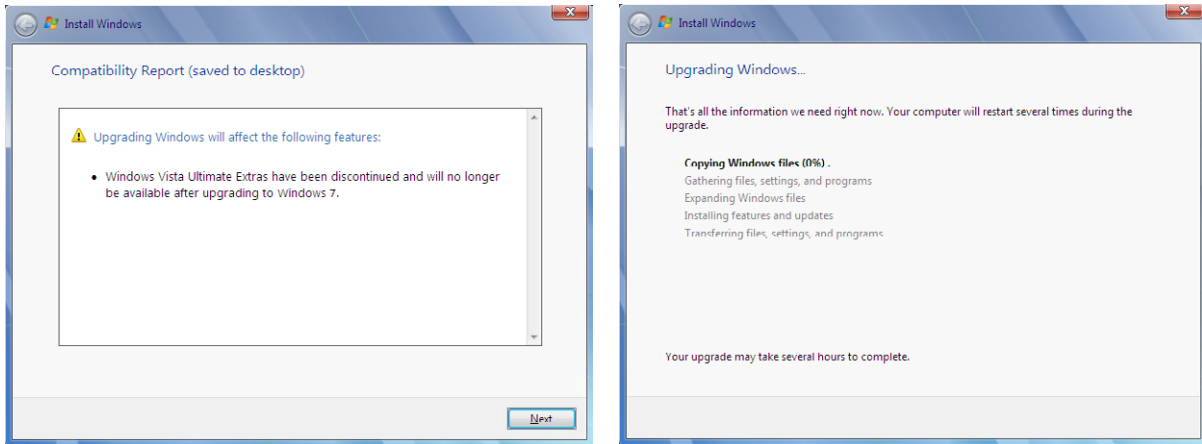 Install Windows
Compatibility Report (saved to desktop)
Upgrading Windows will affect the following features:
• Windows Vista Ultimate Extras have been discontinued and will no longer
be available after upgrading to Windows 7.
Next
Install Windows
Upgrading Windows...
That's all the information we need right now. Your computer will restart several times during the
upgrade.
Copying Windows files (0%) .
Gathering files, settings, and programs
Expanding Windows files
Installing features and updates
Transferring files, settings, and programs
Your upgrade may take several hours to complete.